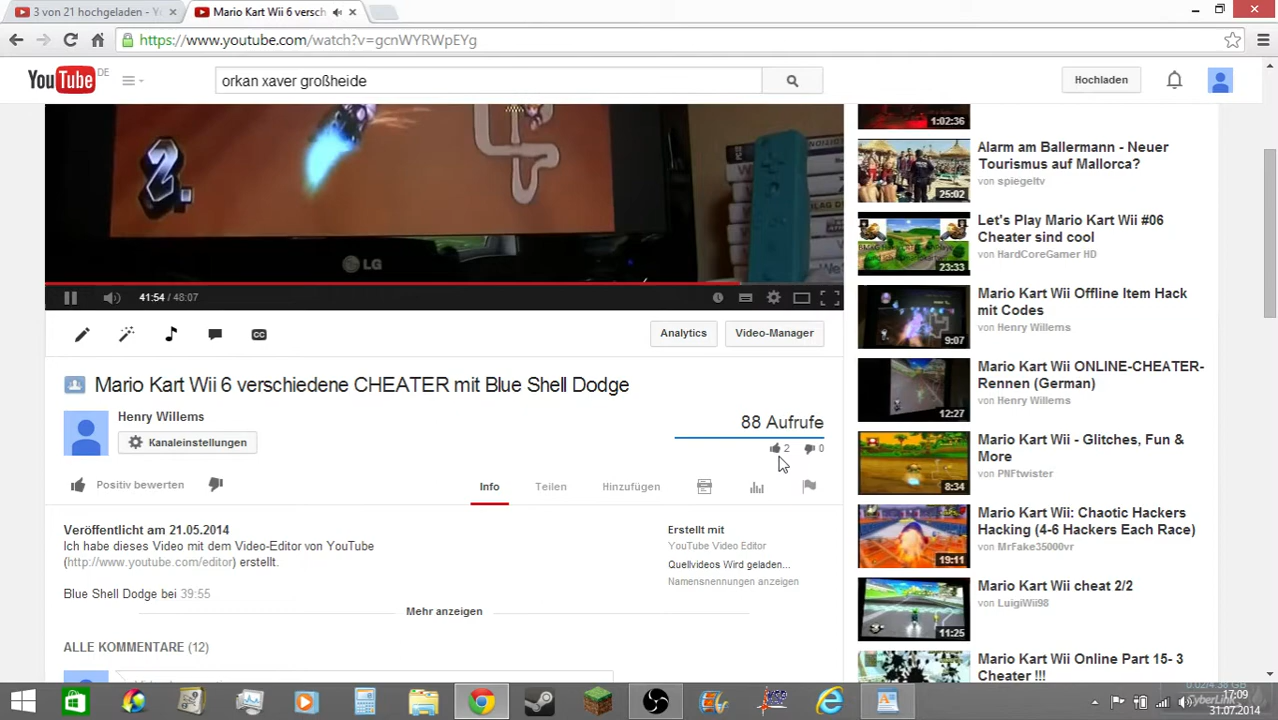 3 von 21 hochgeladen - Yo
Mario Kart Wii 6 versch
https://www.youtube.com/watch?v=gcnWYRWpEYg
YouTube DE
orkan xaver großheide
Hochladen
2.
LG
41:54 / 48:07
CC
Analytics
Video-Manager
Mario Kart Wii 6 verschiedene CHEATER mit Blue Shell Dodge
Henry Willems
Kanaleinstellungen
88 Aufrufe
2
0
Positiv bewerten
Info
Teilen
Hinzufügen
Veröffentlicht am 21.05.2014
Ich habe dieses Video mit dem Video-Editor von YouTube
(http://www.youtube.com/editor) erstellt.
Blue Shell Dodge bei 39:55
Erstellt mit
YouTube Video Editor
Quellvideos Wird geladen...
Namensnennungen anzeigen
Mehr anzeigen
ALLE KOMMENTARE (12)
1:02:36
Alarm am Ballermann - Neuer
Tourismus auf Mallorca?
von spiegeltv
25:02
Let's Play Mario Kart Wii #06
Cheater sind cool
von HardCoreGamer HD
23:33
Mario Kart Wii Offline Item Hack
mit Codes
von Henry Willems
9:07
Mario Kart Wii ONLINE-CHEATER-
Rennen (German)
von Henry Willems
12:27
Mario Kart Wii - Glitches, Fun &
More
von PNFtwister
8:34
Mario Kart Wii: Chaotic Hackers
Hacking (4-6 Hackers Each Race)
von MrFake35000vr
19:11
Mario Kart Wii cheat 2/2
von LuigiWii98
11:25
Mario Kart Wii Online Part 15- 3
Cheater !!!
0.02/4.38 GB
CyberLink
17:09
31.07.2014